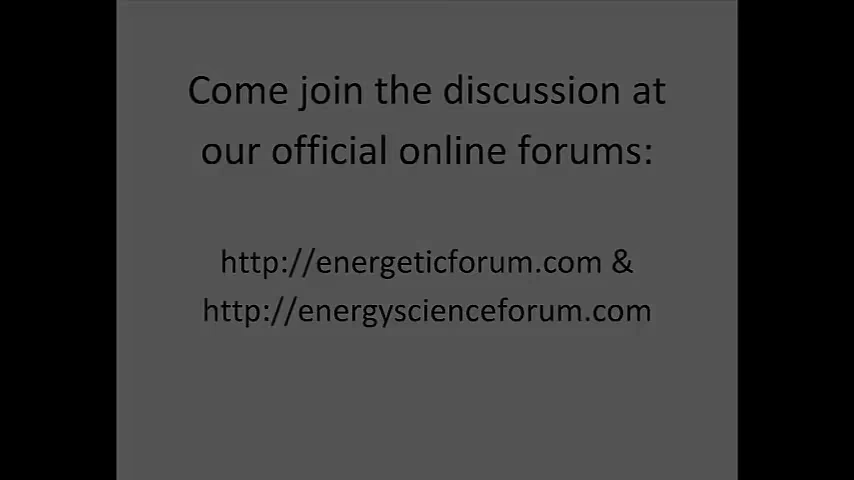 Come join the discussion at
our official online forums:
http://energeticforum.com &
http://energyscienceforum.com